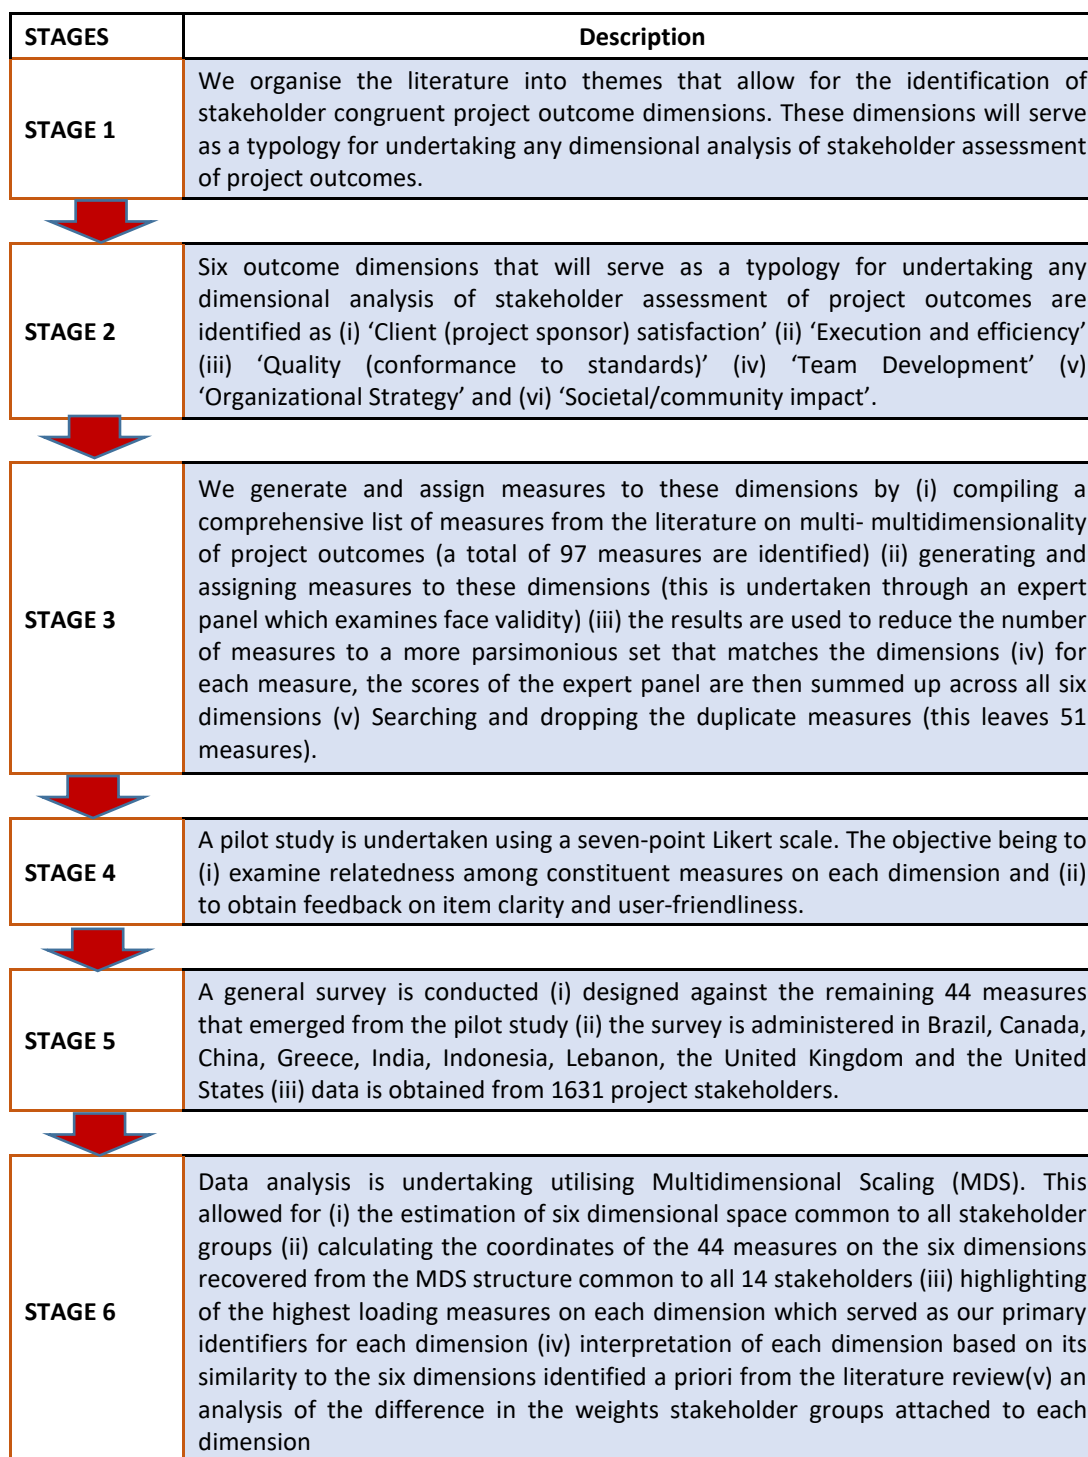 STAGES
Description
STAGE 1
We organise the literature into themes that allow for the identification of
stakeholder congruent project outcome dimensions. These dimensions will serve
as a typology for undertaking any dimensional analysis of stakeholder assessment
of project outcomes.
STAGE 2
Six outcome dimensions that will serve as a typology for undertaking any
dimensional analysis of stakeholder assessment of project outcomes are
identified as (i) ‘Client (project sponsor) satisfaction’ (ii) ‘Execution and efficiency’
(iii) ‘Quality (conformance to standards)’ (iv) ‘Team Development’ (v)
‘Organizational Strategy’ and (vi) ‘Societal/community impact’.
STAGE 3
We generate and assign measures to these dimensions by (i) compiling a
comprehensive list of measures from the literature on multi- multidimensionality
of project outcomes (a total of 97 measures are identified) (ii) generating and
assigning measures to these dimensions (this is undertaken through an expert
panel which examines face validity) (iii) the results are used to reduce the number
of measures to a more parsimonious set that matches the dimensions (iv) for
each measure, the scores of the expert panel are then summed up across all six
dimensions (v) Searching and dropping the duplicate measures (this leaves 51
measures).
STAGE 4
A pilot study is undertaken using a seven-point Likert scale. The objective being to
(i) examine relatedness among constituent measures on each dimension and (ii)
to obtain feedback on item clarity and user-friendliness.
STAGE 5
A general survey is conducted (i) designed against the remaining 44 measures
that emerged from the pilot study (ii) the survey is administered in Brazil, Canada,
China, Greece, India, Indonesia, Lebanon, the United Kingdom and the United
States (iii) data is obtained from 1631 project stakeholders.
STAGE 6
Data analysis is undertaking utilising Multidimensional Scaling (MDS). This
allowed for (i) the estimation of six dimensional space common to all stakeholder
groups (ii) calculating the coordinates of the 44 measures on the six dimensions
recovered from the MDS structure common to all 14 stakeholders (iii) highlighting
of the highest loading measures on each dimension which served as our primary
identifiers for each dimension (iv) interpretation of each dimension based on its
similarity to the six dimensions identified a priori from the literature review(v) an
analysis of the difference in the weights stakeholder groups attached to each
dimension